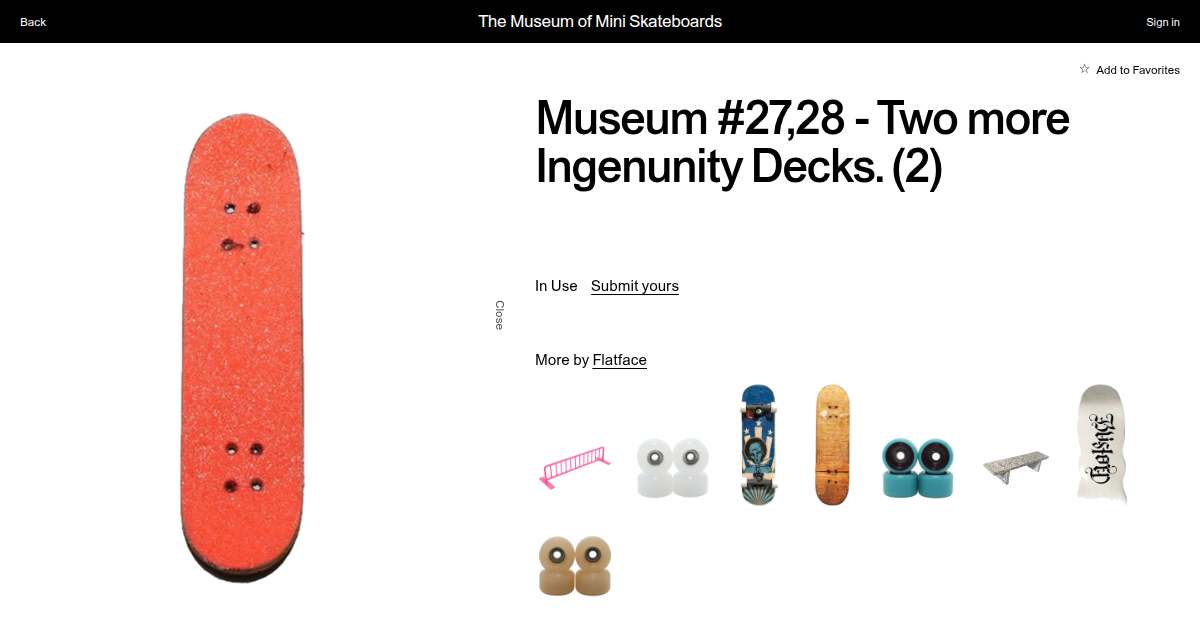 Back
The Museum of Mini Skateboards
Sign in
☆ Add to Favorites
Museum #27,28 - Two more
Ingenunity Decks. (2)
In Use Submit yours
Close
More by Flatface